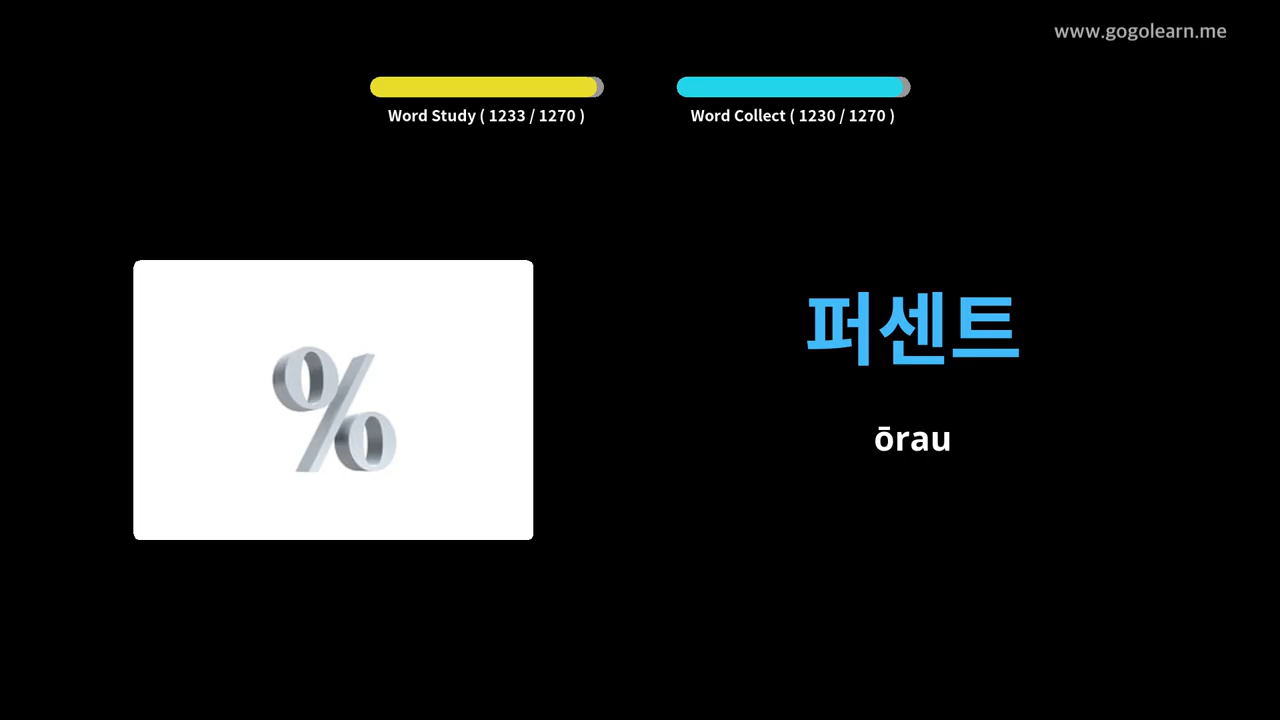 www.gogolearn.me
Word Study ( 1233 / 1270 )
Word Collect ( 1230 / 1270 )
%
퍼센트
ōrau